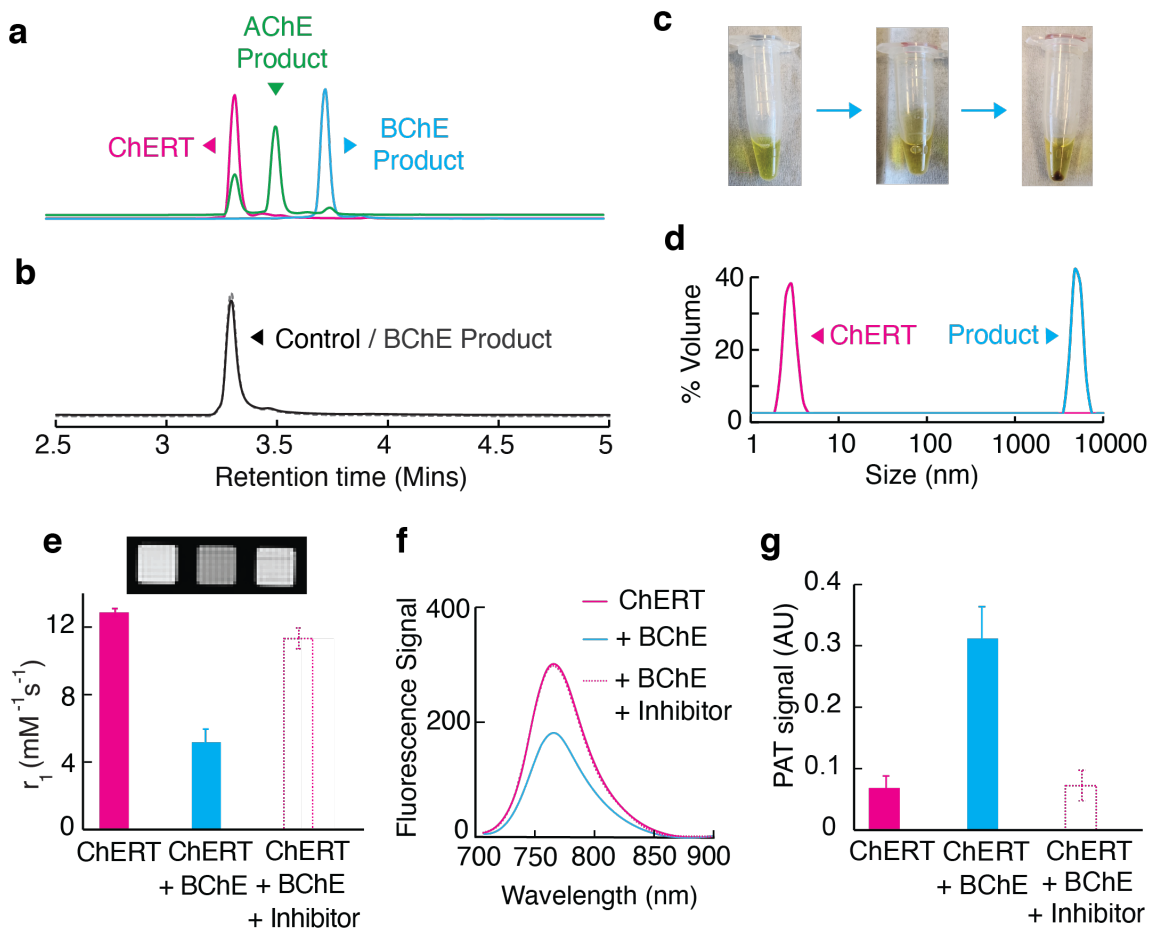 a
AChE
Product
ChERT
BChE
Product
b
Control / BChE Product
2.5 3 3.5 4 4.5 5
Retention time (Mins)
c
d
% Volume
40
20
0
ChERT
Product
1 10 100 1000 10000
Size (nm)
e
r1 (mM-1s-1)
12
8
4
0
ChERT ChERT ChERT
+ BChE + BChE
+ Inhibitor
f
Fluorescence Signal
400
200
0
ChERT
+ BChE
+ BChE
+ Inhibitor
700 750 800 850 900
Wavelength (nm)
g
PAT signal (AU)
0.4
0.3
0.2
0.1
0
ChERT ChERT ChERT
+ BChE + BChE
+ Inhibitor